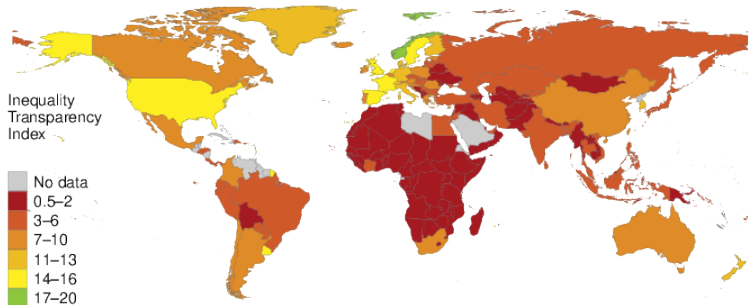 Inequality
Transparency
Index
No data
0.5–2
3–6
7–10
11–13
14–16
17–20